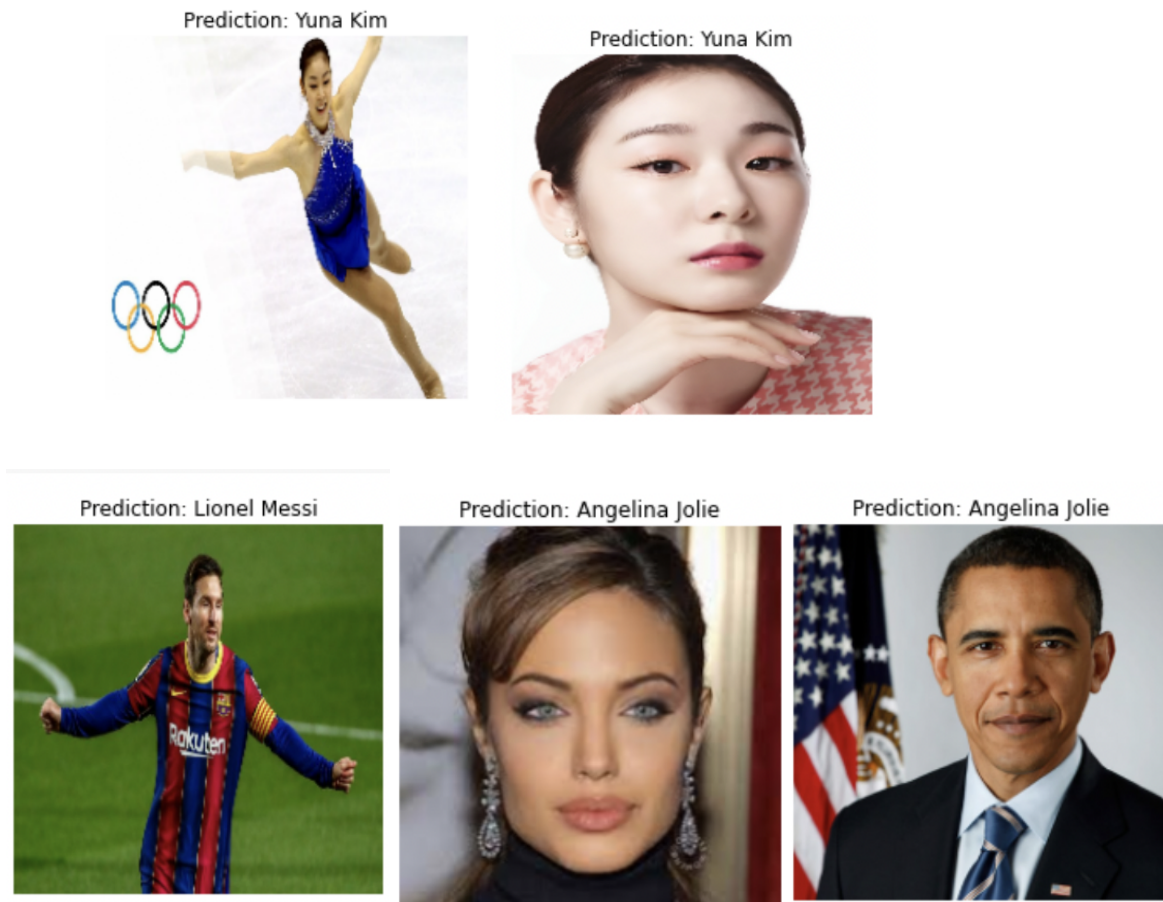 Prediction: Yuna Kim
Prediction: Yuna Kim
Prediction: Lionel Messi
Prediction: Angelina Jolie
Prediction: Angelina Jolie
Rakuten